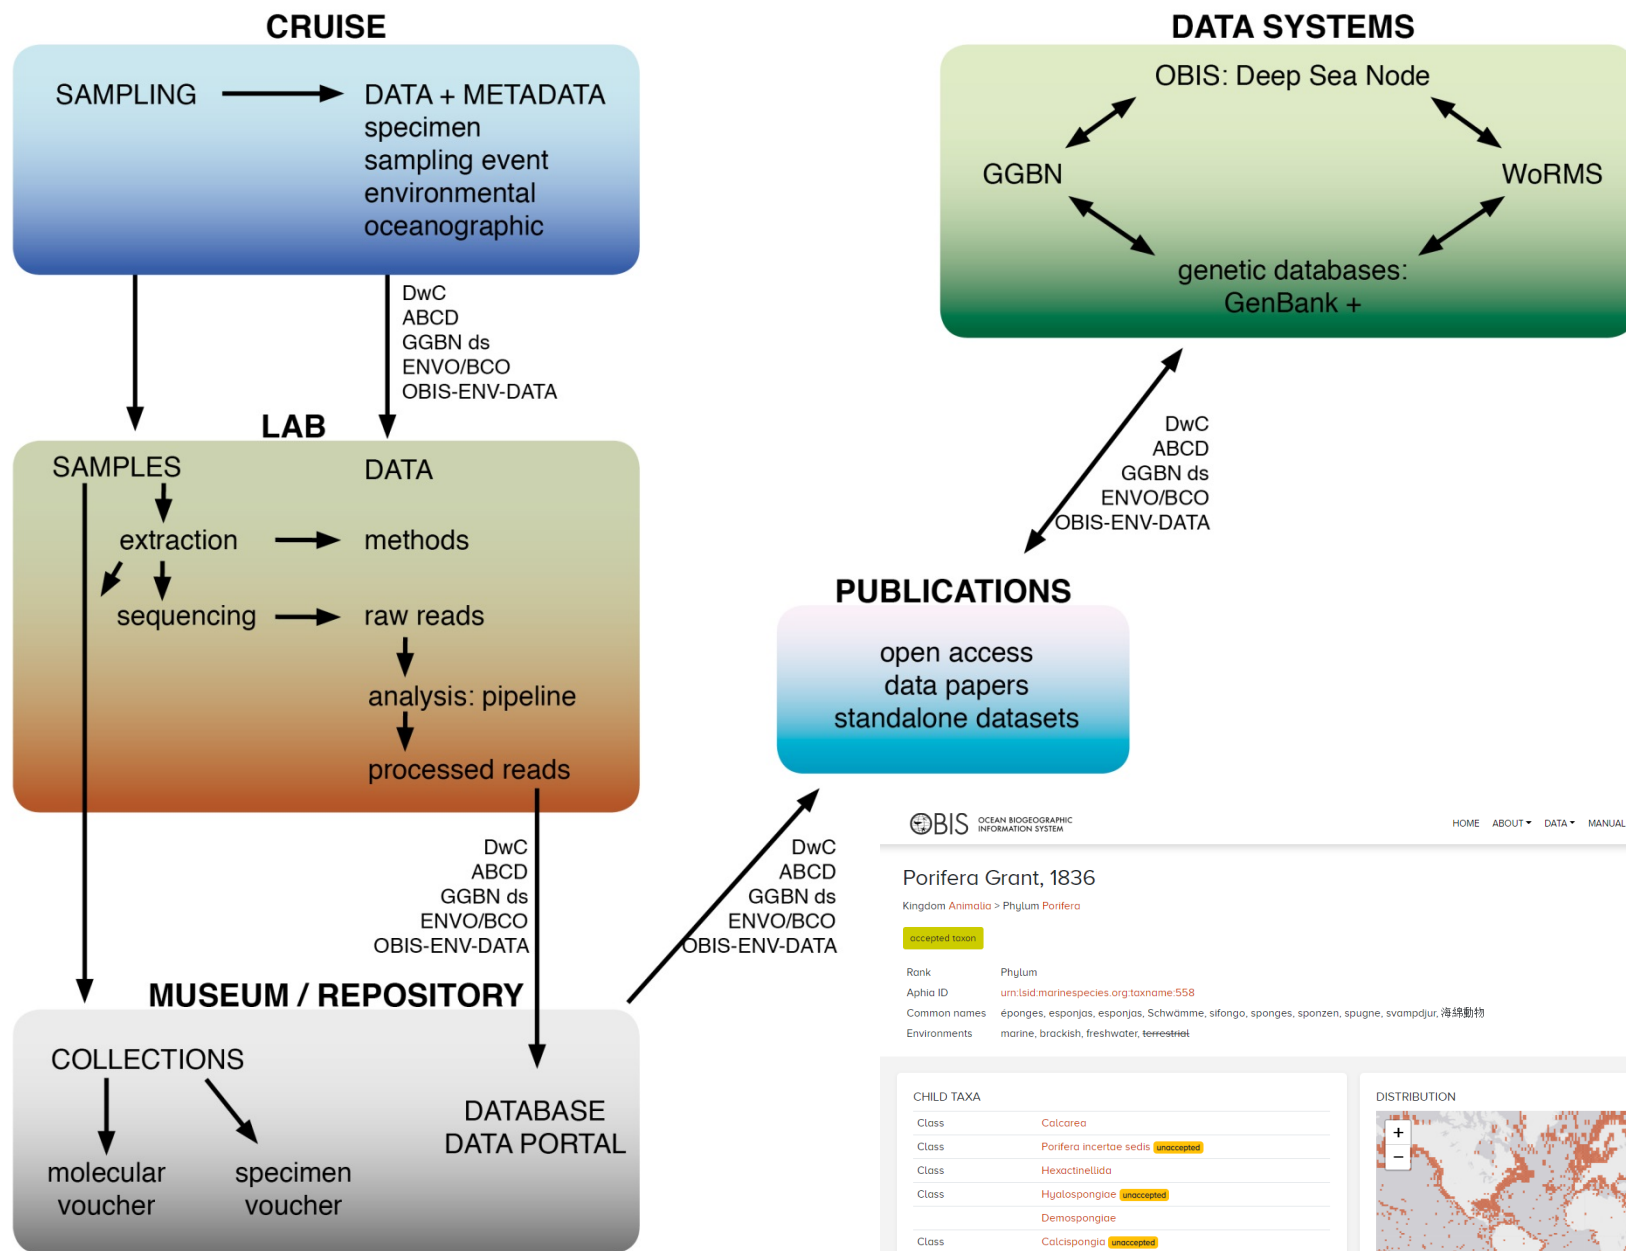 CRUISE
SAMPLING
DATA + METADATA
specimen
sampling event
environmental
oceanographic
DwC
ABCD
GGBN ds
ENVO/BCO
OBIS-ENV-DATA
LAB
SAMPLES
DATA
extraction
methods
sequencing
raw reads
analysis: pipeline
processed reads
DwC
ABCD
GGBN ds
ENVO/BCO
OBIS-ENV-DATA
MUSEUM / REPOSITORY
COLLECTIONS
molecular
voucher
specimen
voucher
DATABASE
DATA PORTAL
DwC
ABCD
GGBN ds
ENVO/BCO
OBIS-ENV-DATA
PUBLICATIONS
open access
data papers
standalone datasets
DwC
ABCD
GGBN ds
ENVO/BCO
OBIS-ENV-DATA
DATA SYSTEMS
OBIS: Deep Sea Node
GGBN
WoRMS
genetic databases:
GenBank +
OBIS OCEAN BIOGEOGRAPHIC
INFORMATION SYSTEM
HOME ABOUT DATA MANUAL
Porifera Grant, 1836
Kingdom Animalia > Phylum Porifera
accepted taxon
Rank Phylum
Aphia ID urn:lsid:marinespecies.org:taxname:558
Common names éponges, esponjas, esponjas, Schwämme, sifongo, sponges, sponzen, spugne, svampdjur, 海綿動物
Environments marine, brackish, freshwater, terrestrial
CHILD TAXA
Class Calcarea
Class Porifera incertae sedis unaccepted
Class Hexactinellida
Class Hyalospongiae unaccepted
Demospongiae
Class Calcispongia unaccepted
DISTRIBUTION
+
−